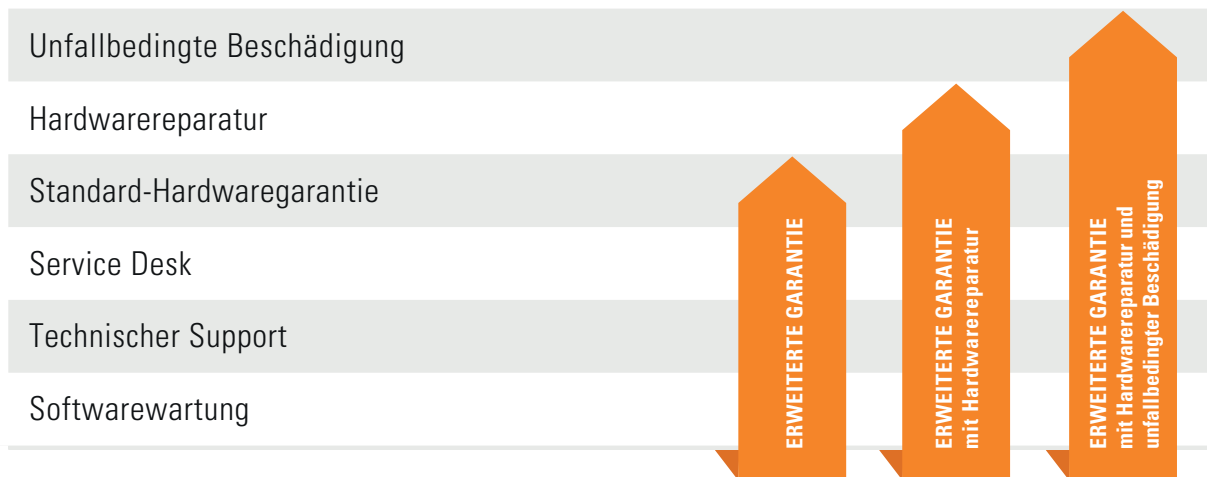 Unfallbedingte Beschädigung
Hardwarereparatur
Standard-Hardwaregarantie
Service Desk
Technischer Support
Softwarewartung
ERWEITERTE GARANTIE
ERWEITERTE GARANTIE
mit Hardwarereparatur
ERWEITERTE GARANTIE
mit Hardwarereparatur und
unfallbedingter Beschädigung